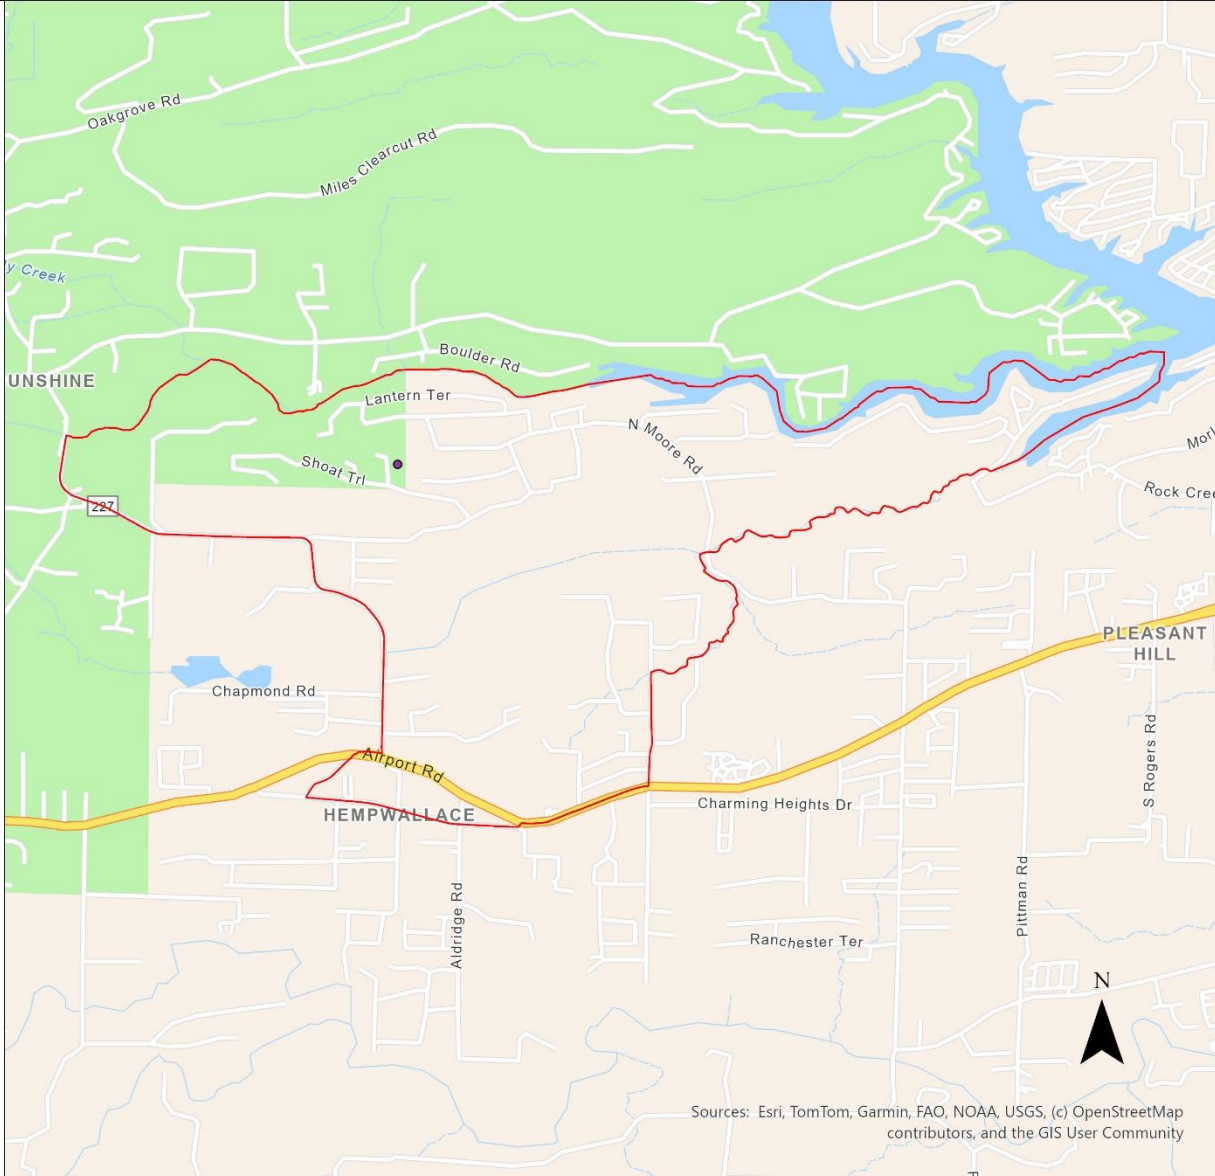 Oakgrove Rd
Miles Clearcut Rd
y Creek
UNSHINE
Boulder Rd
Lantern Ter
N Moore Rd
Shoat Trl
227
Morl
Rock Cree
PLEASANT
HILL
Chapmond Rd
Airport Rd
HEMPWALLACE
Charming Heights Dr
S Rogers Rd
Aldridge Rd
Pittman Rd
Ranchester Ter
N
Sources: Esri, TomTom, Garmin, FAO, NOAA, USGS, (c) OpenStreetMap
contributors, and the GIS User Community